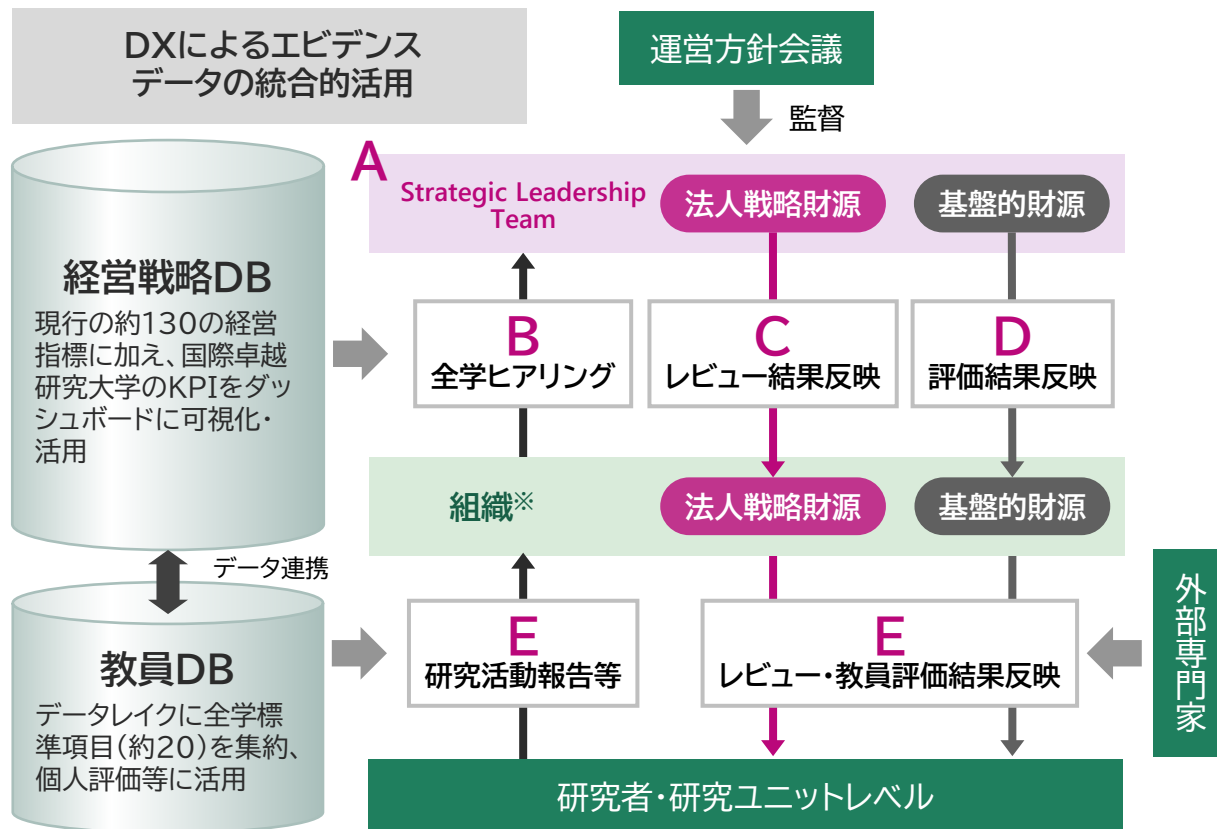 DXによるエビデンス
データの統合的活用
運営方針会議
監督
A
Strategic Leadership
Team
法人戦略財源
基盤的財源
経営戦略DB
現行の約130の経営
指標に加え、国際卓越
研究大学のKPIをダッ
シュボードに可視化・
活用
B
全学ヒアリング
C
レビュー結果反映
D
評価結果反映
組織※
法人戦略財源
基盤的財源
データ連携
教員DB
データレイクに全学標
準項目(約20)を集約、
個人評価等に活用
E
研究活動報告等
E
レビュー・教員評価結果反映
外部専門家
研究者・研究ユニットレベル